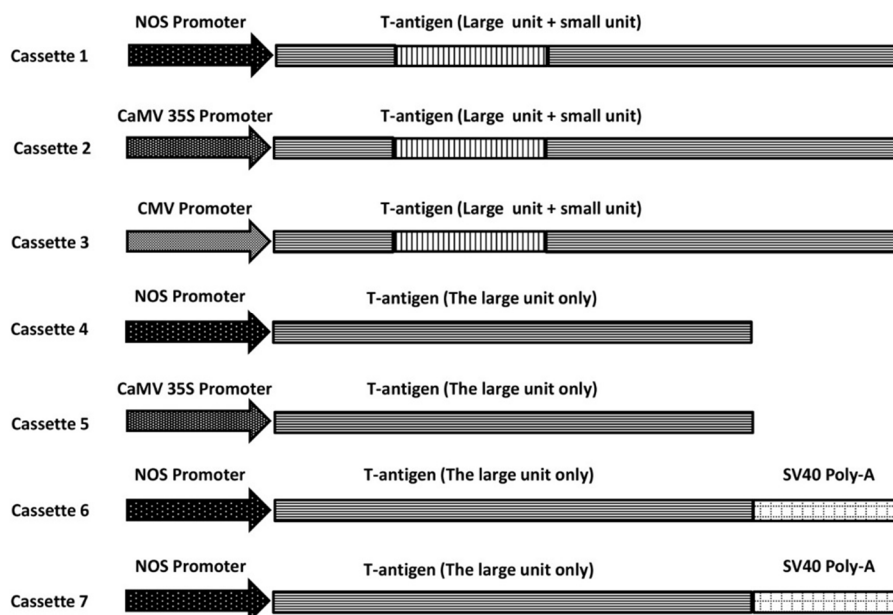 NOS Promoter T-antigen (Large unit + small unit)
Cassette 1
CaMV 35S Promoter T-antigen (Large unit + small unit)
Cassette 2
CMV Promoter T-antigen (Large unit + small unit)
Cassette 3
NOS Promoter T-antigen (The large unit only)
Cassette 4
CaMV 35S Promoter T-antigen (The large unit only)
Cassette 5
NOS Promoter T-antigen (The large unit only) SV40 Poly-A
Cassette 6
NOS Promoter T-antigen (The large unit only) SV40 Poly-A
Cassette 7